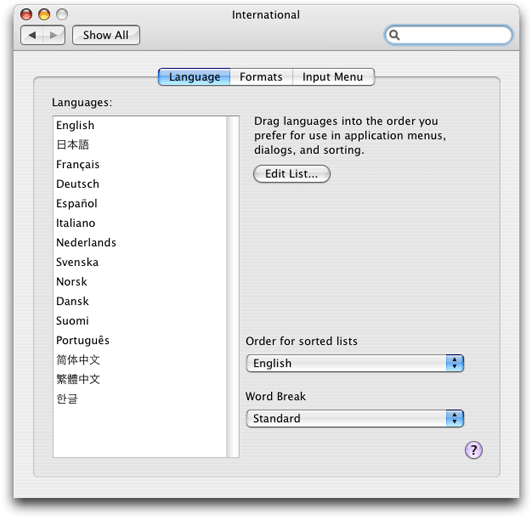 International
Show All
Language
Formats
Input Menu
Languages:
English
日本語
Français
Deutsch
Español
Italiano
Nederlands
Svenska
Norsk
Dansk
Suomi
Português
简体中文
繁體中文
한글
Drag languages into the order you
prefer for use in application menus,
dialogs, and sorting.
Edit List...
Order for sorted lists
English
Word Break
Standard
?